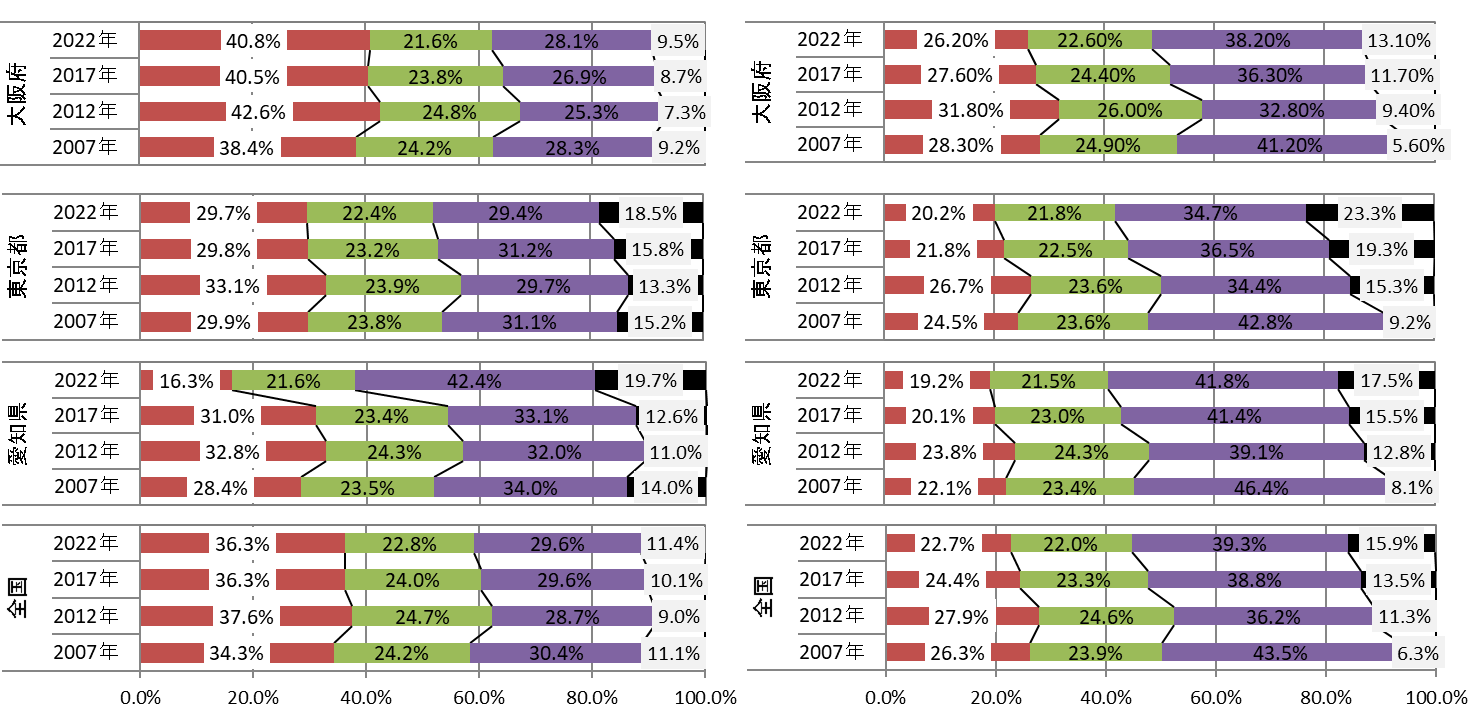 大阪府
2022年 40.8% 21.6% 28.1% 9.5%
2017年 40.5% 23.8% 26.9% 8.7%
2012年 42.6% 24.8% 25.3% 7.3%
2007年 38.4% 24.2% 28.3% 9.2%
東京都
2022年 29.7% 22.4% 29.4% 18.5%
2017年 29.8% 23.2% 31.2% 15.8%
2012年 33.1% 23.9% 29.7% 13.3%
2007年 29.9% 23.8% 31.1% 15.2%
愛知県
2022年 16.3% 21.6% 42.4% 19.7%
2017年 31.0% 23.4% 33.1% 12.6%
2012年 32.8% 24.3% 32.0% 11.0%
2007年 28.4% 23.5% 34.0% 14.0%
全国
2022年 36.3% 22.8% 29.6% 11.4%
2017年 36.3% 24.0% 29.6% 10.1%
2012年 37.6% 24.7% 28.7% 9.0%
2007年 34.3% 24.2% 30.4% 11.1%
0.0% 20.0% 40.0% 60.0% 80.0% 100.0%
大阪府
2022年 26.20% 22.60% 38.20% 13.10%
2017年 27.60% 24.40% 36.30% 11.70%
2012年 31.80% 26.00% 32.80% 9.40%
2007年 28.30% 24.90% 41.20% 5.60%
東京都
2022年 20.2% 21.8% 34.7% 23.3%
2017年 21.8% 22.5% 36.5% 19.3%
2012年 26.7% 23.6% 34.4% 15.3%
2007年 24.5% 23.6% 42.8% 9.2%
愛知県
2022年 19.2% 21.5% 41.8% 17.5%
2017年 20.1% 23.0% 41.4% 15.5%
2012年 23.8% 24.3% 39.1% 12.8%
2007年 22.1% 23.4% 46.4% 8.1%
全国
2022年 22.7% 22.0% 39.3% 15.9%
2017年 24.4% 23.3% 38.8% 13.5%
2012年 27.9% 24.6% 36.2% 11.3%
2007年 26.3% 23.9% 43.5% 6.3%
0.0% 20.0% 40.0% 60.0% 80.0% 100.0%